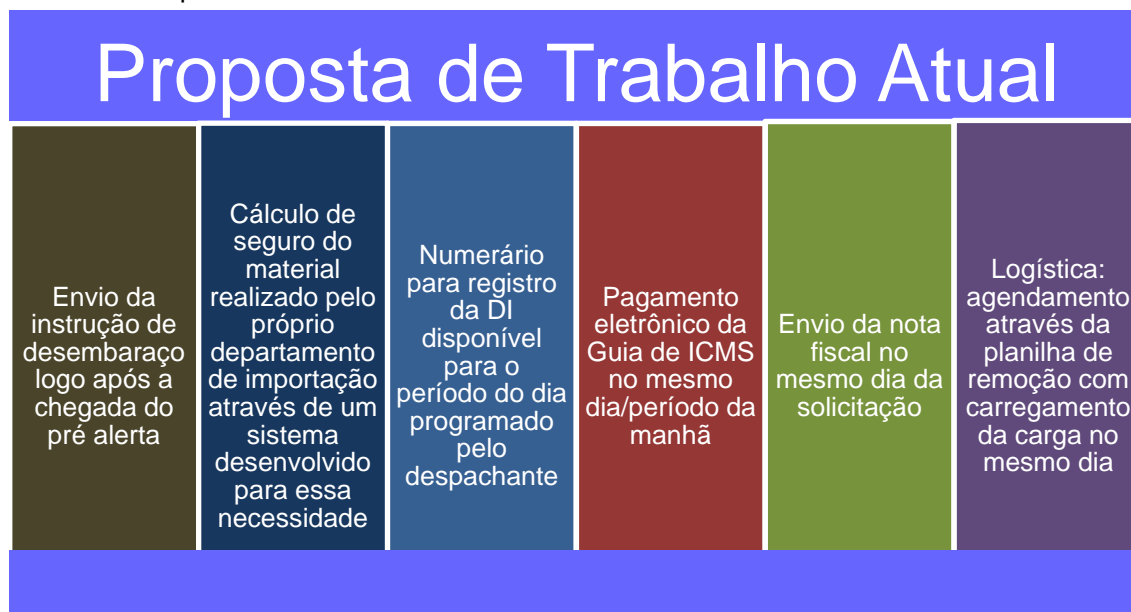 Proposta de Trabalho Atual
Envio da
instrução de
desembaraço
logo após a
chegada do
pré alerta
Cálculo de
seguro do
material
realizado pelo
próprio
departamento
de importação
através de um
sistema
desenvolvido
para essa
necessidade
Numerário
para registro
da DI
disponível
para o
período do dia
programado
pelo
despachante
Pagamento
eletrônico da
Guia de ICMS
no mesmo
dia/período da
manhã
Envio da nota
fiscal no
mesmo dia da
solicitação
Logística:
agendamento
através da
planilha de
remoção com
carregamento
da carga no
mesmo dia